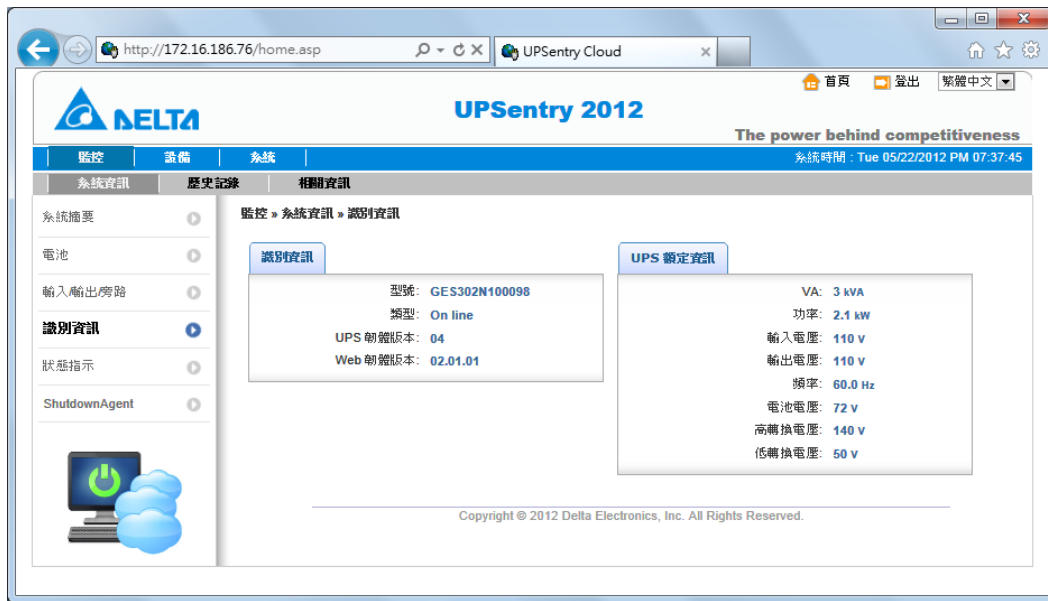 http://172.16.186.76/home.asp
UPSentry Cloud
首頁
登出
繁體中文
DELTA
UPSentry 2012
The power behind competitiveness
監控
設備
系統
系統時間 : Tue 05/22/2012 PM 07:37:45
系統資訊
歷史記錄
相關資訊
系統摘要
電池
輸入/輸出/旁路
識別資訊
狀態指示
ShutdownAgent
監控 » 系統資訊 » 識別資訊
識別資訊
型號: GES302N100098
類型: On line
UPS 韌體版本: 04
Web 韌體版本: 02.01.01
UPS 額定資訊
VA: 3 kVA
功率: 2.1 kW
輸入電壓: 110 V
輸出電壓: 110 V
頻率: 60.0 Hz
電池電壓: 72 V
高轉換電壓: 140 V
低轉換電壓: 50 V
Copyright © 2012 Delta Electronics, Inc. All Rights Reserved.